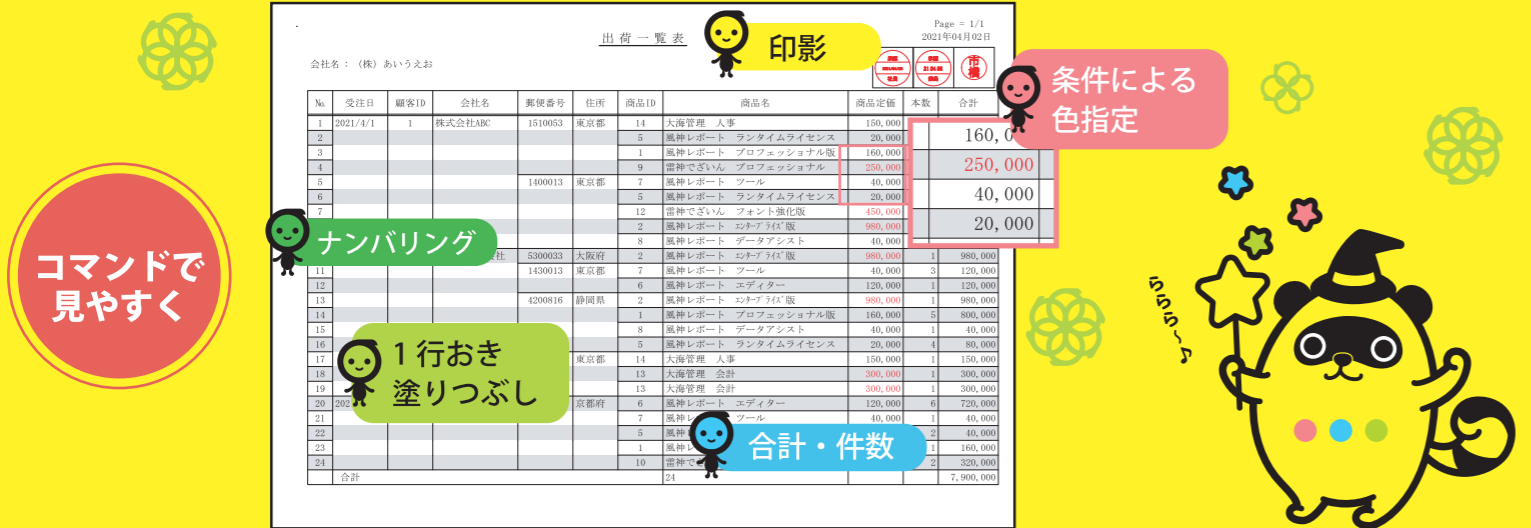 コマンドで
見やすく
Page = 1/1
2021年04月02日
出荷一覧表
印影
会社名：（株）あいうえお
市橋
条件による
色指定
No. 受注日 顧客ID 会社名 郵便番号 住所 商品ID 商品名 商品定価 本数 合計
1 2021/4/1 1 株式会社ABC 1510053 東京都 14 大海管理 人事 150,000
2 5 風神レポート ランタイムライセンス 20,000
3 1 風神レポート プロフェッショナル版 160,000
4 9 雷神でざいん プロフェッショナル 250,000
5 1400013 東京都 7 風神レポート ツール 40,000
6 5 風神レポート ランタイムライセンス 20,000
7 12 雷神でざいん フォント強化版 450,000
2 風神レポート ｴﾝﾀｰﾌﾟﾗｲｽﾞ版 980,000
8 風神レポート データアシスト 40,000
160,0
250,000
40,000
20,000
ナンバリング
社 5300033 大阪府 2 風神レポート ｴﾝﾀｰﾌﾟﾗｲｽﾞ版 980,000 1 980,000
11 1430013 東京都 7 風神レポート ツール 40,000 3 120,000
12 6 風神レポート エディター 120,000 1 120,000
13 4200816 静岡県 2 風神レポート ｴﾝﾀｰﾌﾟﾗｲｽﾞ版 980,000 1 980,000
14 1 風神レポート プロフェッショナル版 160,000 5 800,000
15 8 風神レポート データアシスト 40,000 1 40,000
16 5 風神レポート ランタイムライセンス 20,000 4 80,000
17 東京都 14 大海管理 人事 150,000 1 150,000
18 13 大海管理 会計 300,000 1 300,000
19 13 大海管理 会計 300,000 1 300,000
20 202 京都府 6 風神レポート エディター 120,000 6 720,000
21 7 風神レ ツール 40,000 1 40,000
22 5 風神 2 40,000
23 1 風神レ 1 160,000
24 10 雷神で 2 320,000
合計 24 7,900,000
1行おき
塗りつぶし
合計・件数
ららら～♪